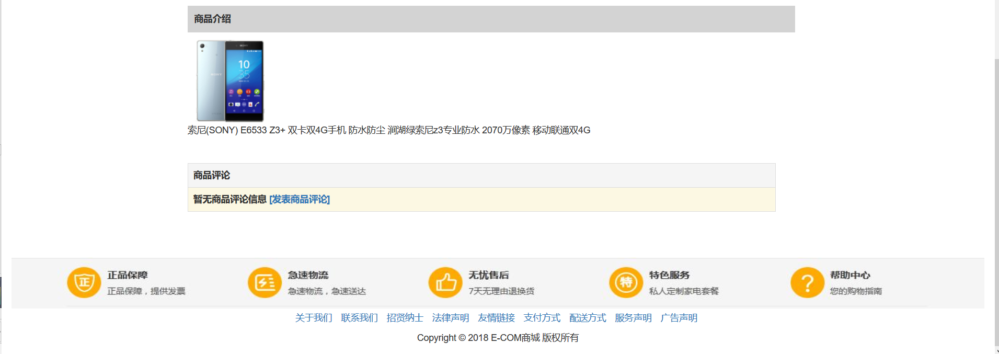 商品介绍
SONY
10
35
SONY
索尼(SONY) E6533 Z3+ 双卡双4G手机 防水防尘 涧湖绿索尼z3专业防水 2070万像素 移动联通双4G
商品评论
暂无商品评论信息 [发表商品评论]
正 正品保障 急速物流 无忧售后 特 特色服务 ? 帮助中心
正品保障，提供发票 急速物流，急速送达 7天无理由退换货 私人定制家电套餐 您的购物指南
关于我们 联系我们 招贤纳士 法律声明 友情链接 支付方式 配送方式 服务声明 广告声明
Copyright © 2018 E-COM商城 版权所有